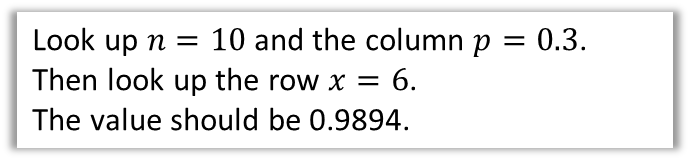 Look up n = 10 and the column p = 0.3.
Then look up the row x = 6.
The value should be 0.9894.